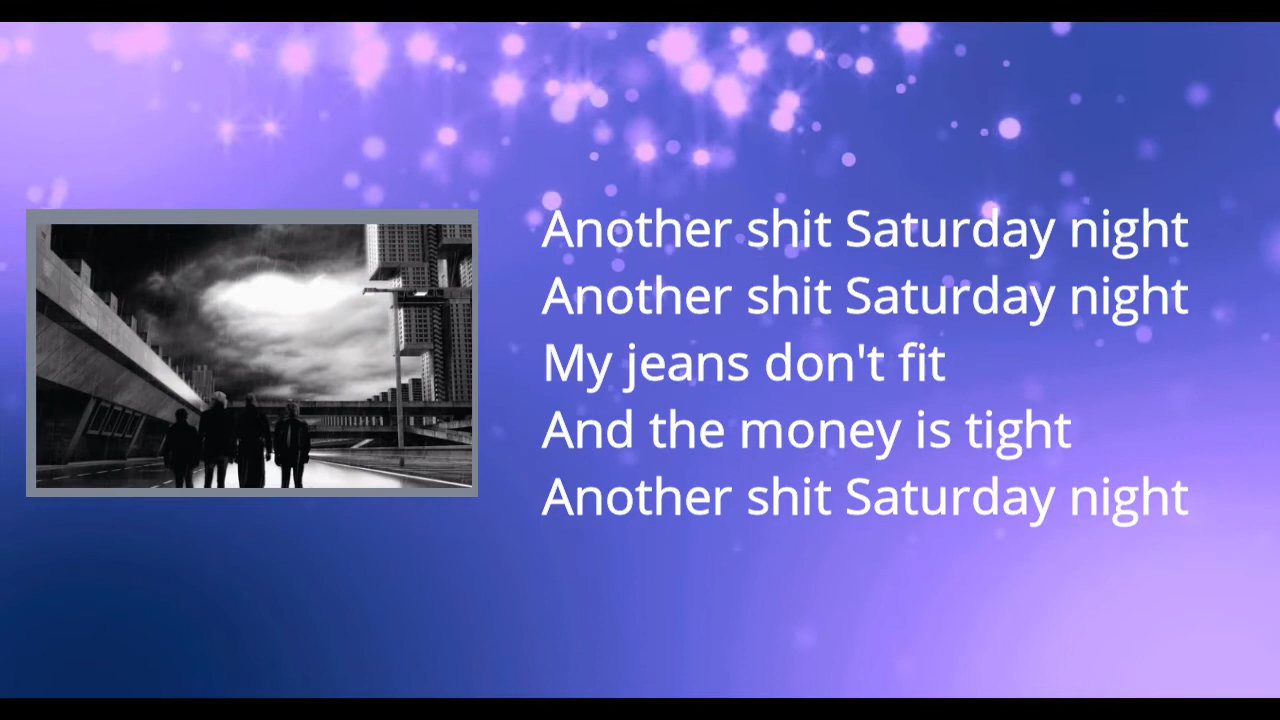 Another shit Saturday night
Another shit Saturday night
My jeans don't fit
And the money is tight
Another shit Saturday night